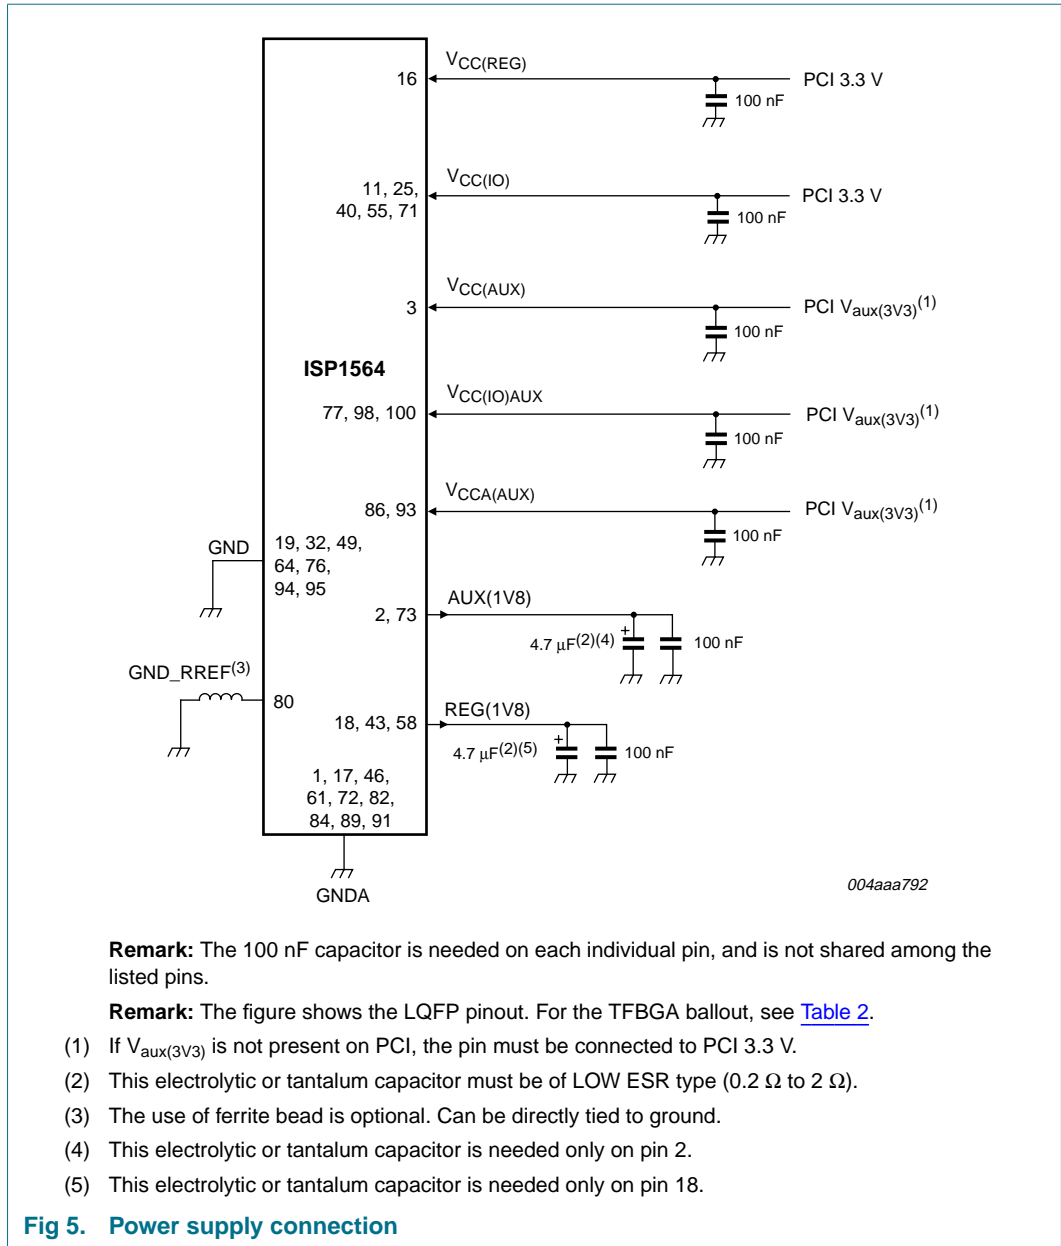 VCC(REG)
16
PCI 3.3 V
100 nF
VCC(IO)
11, 25,
40, 55, 71
PCI 3.3 V
100 nF
VCC(AUX)
3
PCI Vaux(3V3)(1)
100 nF
ISP1564
VCC(IO)AUX
77, 98, 100
PCI Vaux(3V3)(1)
100 nF
VCCA(AUX)
86, 93
PCI Vaux(3V3)(1)
100 nF
GND
19, 32, 49,
64, 76,
94, 95
AUX(1V8)
2, 73
+
4.7 μF(2)(4)
100 nF
GND_RREF(3)
80
REG(1V8)
18, 43, 58
+
4.7 μF(2)(5)
100 nF
1, 17, 46,
61, 72, 82,
84, 89, 91
GNDA
004aaa792
Remark: The 100 nF capacitor is needed on each individual pin, and is not shared among the
listed pins.
Remark: The figure shows the LQFP pinout. For the TFBGA ballout, see Table 2.
(1) If Vaux(3V3) is not present on PCI, the pin must be connected to PCI 3.3 V.
(2) This electrolytic or tantalum capacitor must be of LOW ESR type (0.2 Ω to 2 Ω).
(3) The use of ferrite bead is optional. Can be directly tied to ground.
(4) This electrolytic or tantalum capacitor is needed only on pin 2.
(5) This electrolytic or tantalum capacitor is needed only on pin 18.
Fig 5. Power supply connection